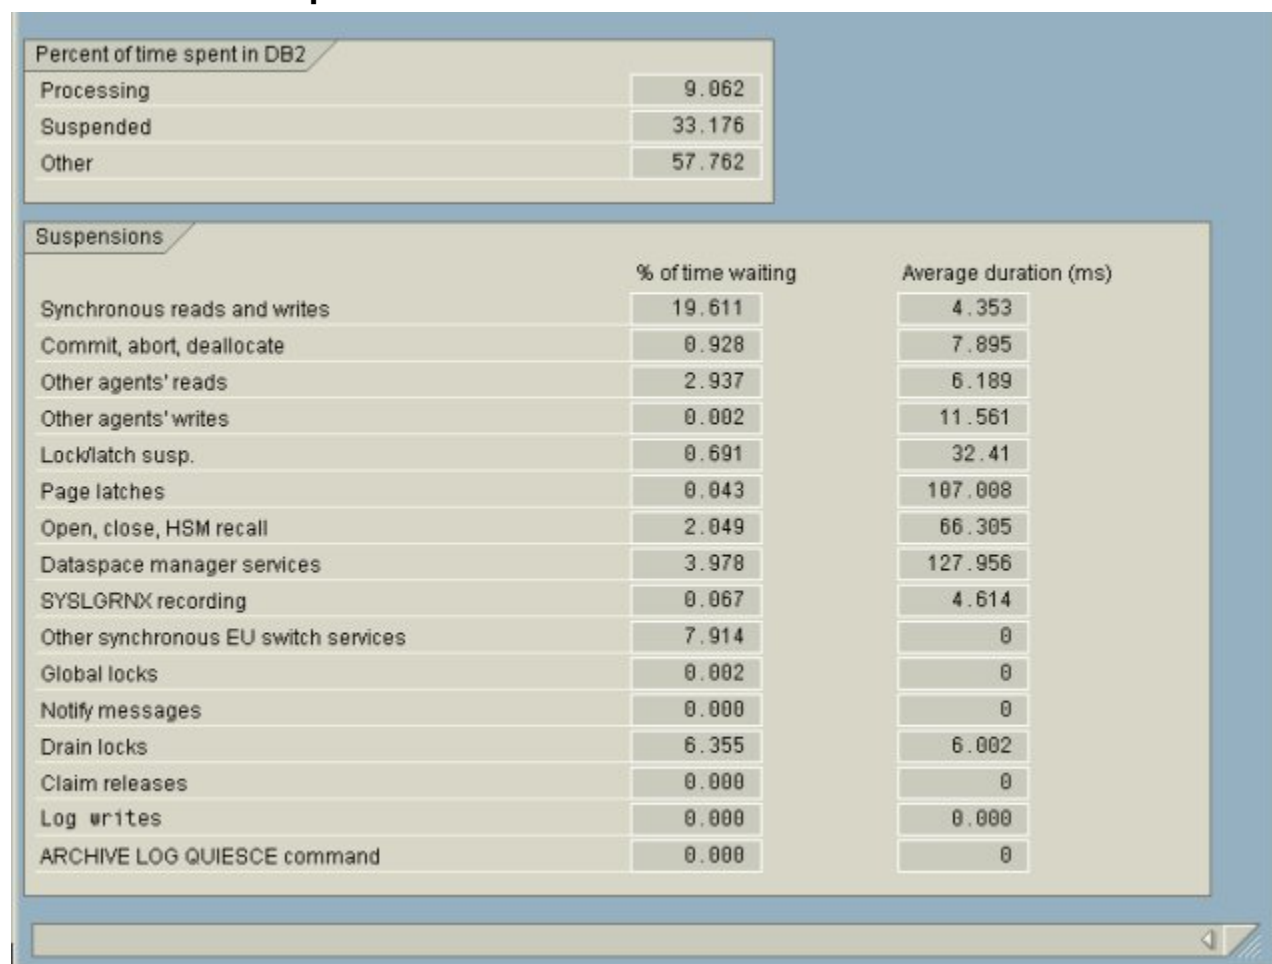 Percent of time spent in DB2
Processing 9.062
Suspended 33.176
Other 57.762
Suspensions
% of time waiting Average duration (ms)
Synchronous reads and writes 19.611 4.353
Commit, abort, deallocate 0.928 7.895
Other agents' reads 2.937 6.189
Other agents' writes 0.002 11.561
Lock/latch susp. 0.691 32.41
Page latches 0.043 107.008
Open, close, HSM recall 2.049 66.305
Dataspace manager services 3.978 127.956
SYSLGRNX recording 0.067 4.614
Other synchronous EU switch services 7.914 0
Global locks 0.002 0
Notify messages 0.000 0
Drain locks 6.355 6.002
Claim releases 0.000 0
Log writes 0.000 0.000
ARCHIVE LOG QUIESCE command 0.000 0